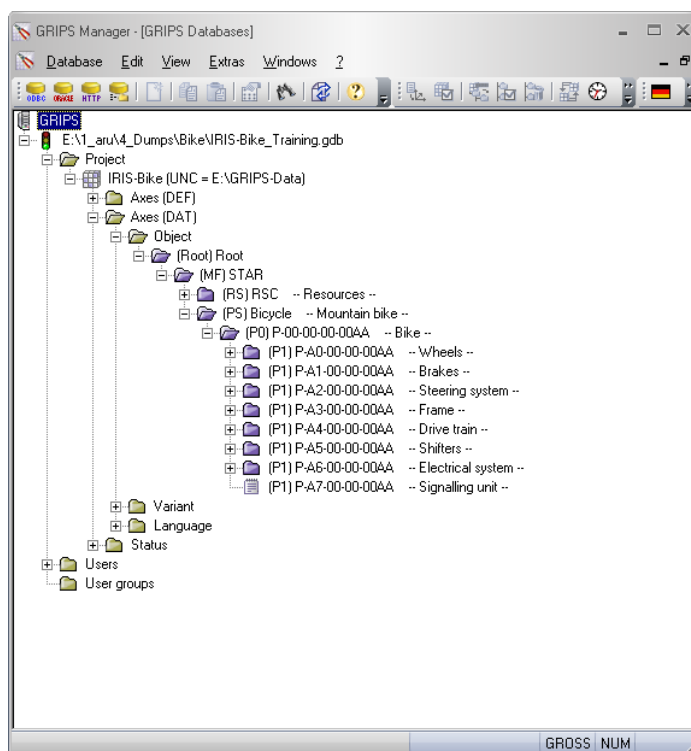 GRIPS Manager - [GRIPS Databases]
Database Edit View Extras Windows ?
ODBC ORACLE HTTP
GRIPS
E:\1_aru\4_Dumps\Bike\IRIS-Bike_Training.gdb
Project
IRIS-Bike (UNC = E:\GRIPS-Data)
Axes (DEF)
Axes (DAT)
Object
(Root) Root
(MF) STAR
(RS) RSC -- Resources --
(PS) Bicycle -- Mountain bike --
(P0) P-00-00-00-00AA -- Bike --
(P1) P-A0-00-00-00AA -- Wheels --
(P1) P-A1-00-00-00AA -- Brakes --
(P1) P-A2-00-00-00AA -- Steering system --
(P1) P-A3-00-00-00AA -- Frame --
(P1) P-A4-00-00-00AA -- Drive train --
(P1) P-A5-00-00-00AA -- Shifters --
(P1) P-A6-00-00-00AA -- Electrical system --
(P1) P-A7-00-00-00AA -- Signalling unit --
Variant
Language
Status
Users
User groups
GROSS NUM